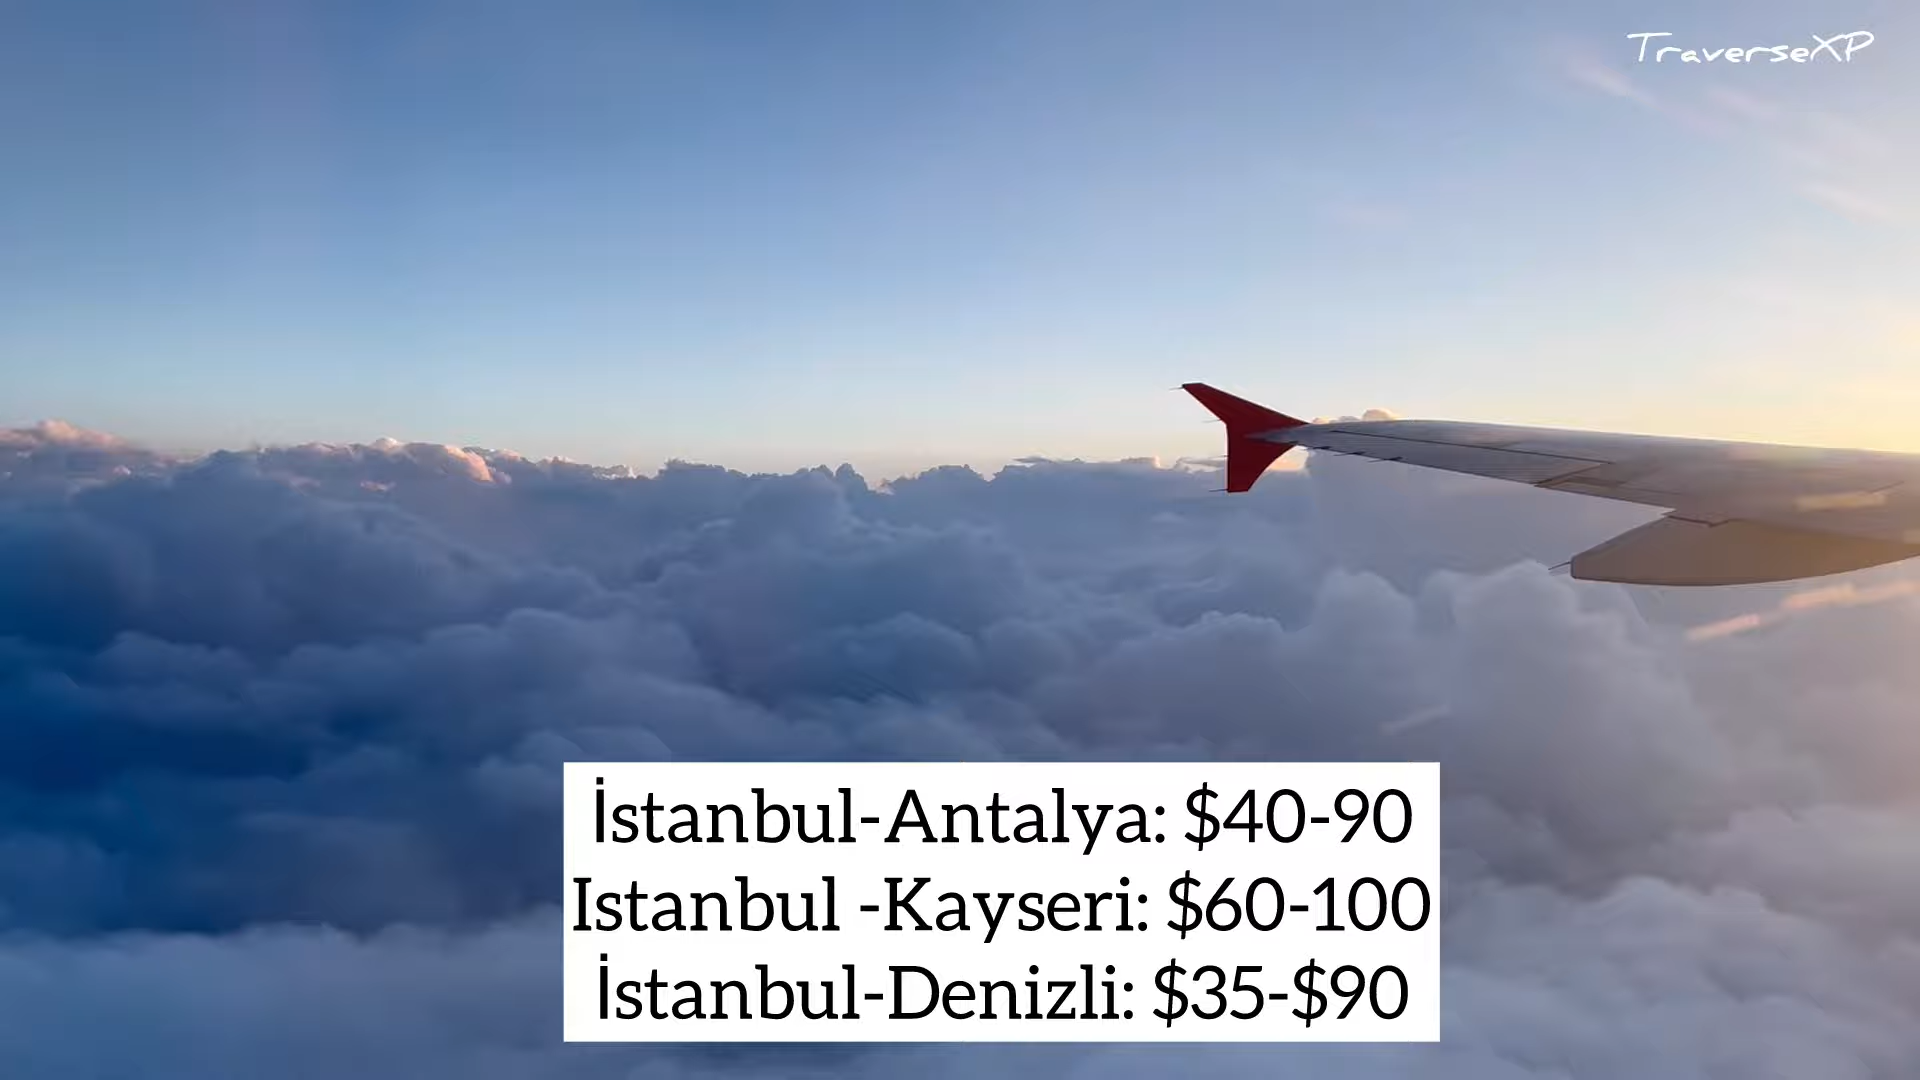 TraverseXP
İstanbul-Antalya: $40-90
Istanbul -Kayseri: $60-100
İstanbul-Denizli: $35-$90